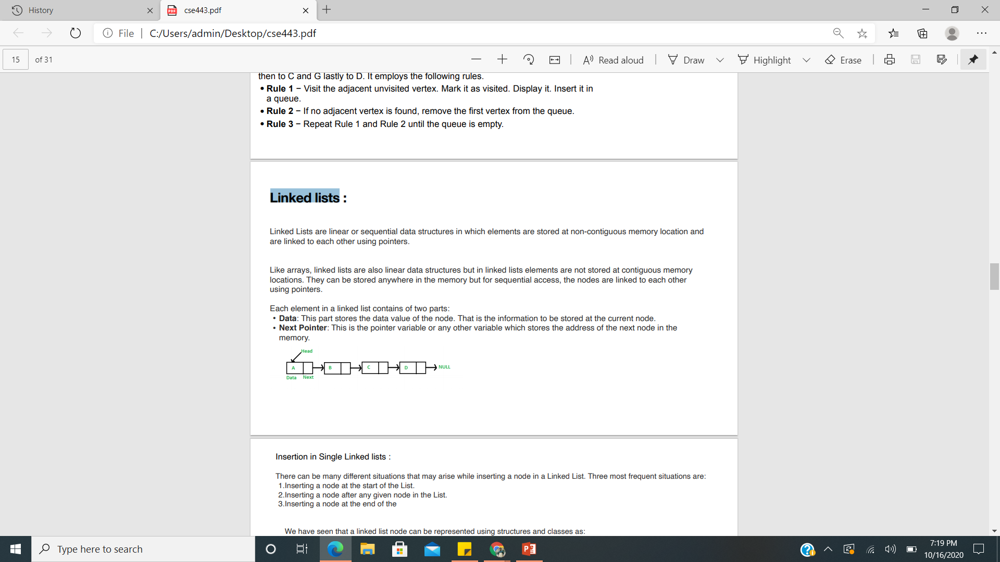 History
cse443.pdf
File
C:/Users/admin/Desktop/cse443.pdf
15 of 31
Read aloud
Draw
Highlight
Erase
then to C and G lastly to D. It employs the following rules.
• Rule 1 − Visit the adjacent unvisited vertex. Mark it as visited. Display it. Insert it in
a queue.
• Rule 2 − If no adjacent vertex is found, remove the first vertex from the queue.
• Rule 3 − Repeat Rule 1 and Rule 2 until the queue is empty.
Linked lists :
Linked Lists are linear or sequential data structures in which elements are stored at non-contiguous memory location and
are linked to each other using pointers.
Like arrays, linked lists are also linear data structures but in linked lists elements are not stored at contiguous memory
locations. They can be stored anywhere in the memory but for sequential access, the nodes are linked to each other
using pointers.
Each element in a linked list contains of two parts:
• Data: This part stores the data value of the node. That is the information to be stored at the current node.
• Next Pointer: This is the pointer variable or any other variable which stores the address of the next node in the
memory.
Head
A B C D NULL
Data Next
Insertion in Single Linked lists :
There can be many different situations that may arise while inserting a node in a Linked List. Three most frequent situations are:
1.Inserting a node at the start of the List.
2.Inserting a node after any given node in the List.
3.Inserting a node at the end of the
We have seen that a linked list node can be represented using structures and classes as:
Type here to search
7:19 PM
10/16/2020